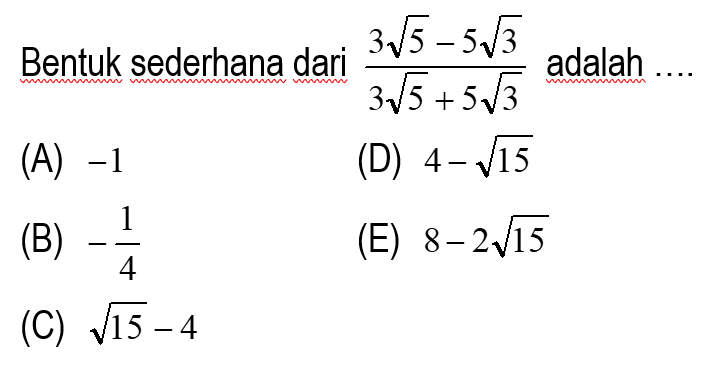 Bentuk sederhana dari (3√5 − 5√3)/(3√5 + 5√3) adalah ....
(A) −1 (D) 4 − √15
(B) −1/4 (E) 8 − 2√15
(C) √15 − 4